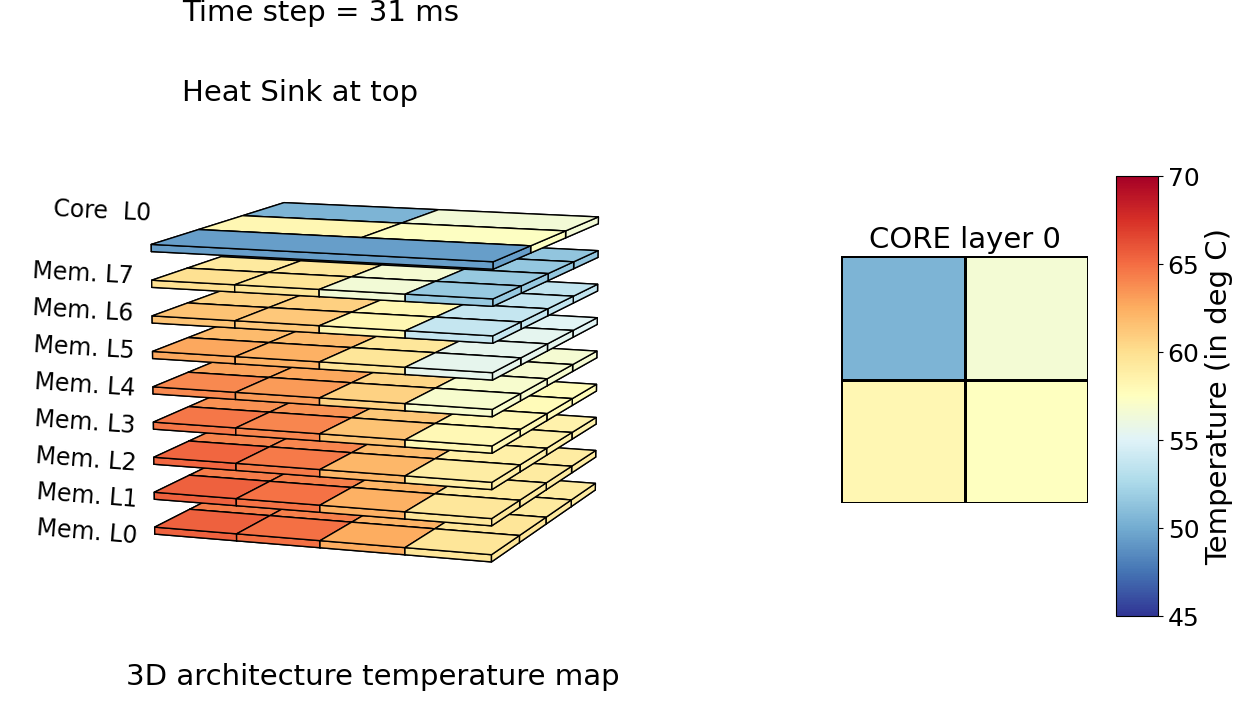 Time step = 31 ms
Heat Sink at top
Core  L0
Mem. L7
Mem. L6
Mem. L5
Mem. L4
Mem. L3
Mem. L2
Mem. L1
Mem. L0
3D architecture temperature map
CORE layer 0
70
65
60
55
50
45
Temperature (in deg C)